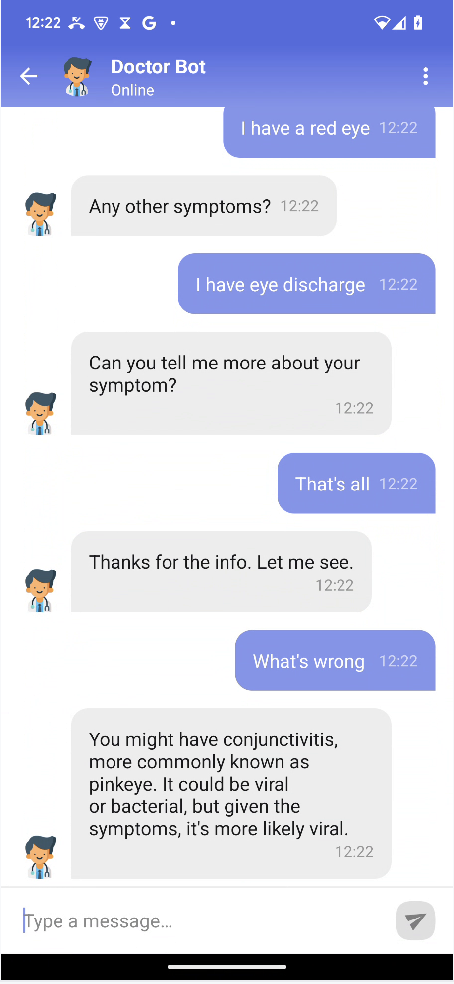 12:22
Doctor Bot
Online
I have a red eye 12:22
Any other symptoms? 12:22
I have eye discharge 12:22
Can you tell me more about your
symptom?
12:22
That's all 12:22
Thanks for the info. Let me see.
12:22
What's wrong 12:22
You might have conjunctivitis,
more commonly known as
pinkeye. It could be viral
or bacterial, but given the
symptoms, it's more likely viral.
12:22
Type a message...